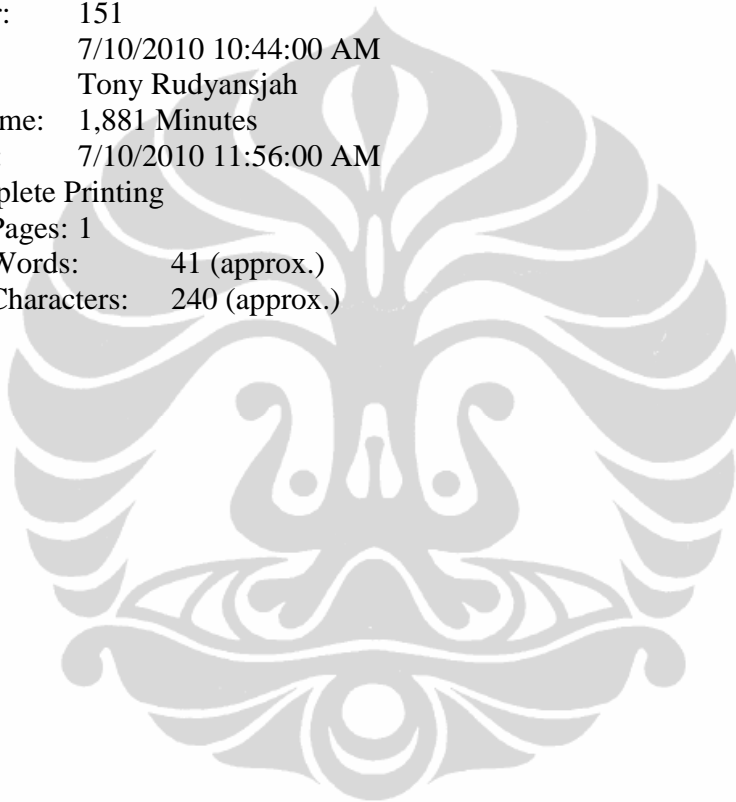 r: 151
7/10/2010 10:44:00 AM
Tony Rudyansjah
me: 1,881 Minutes
: 7/10/2010 11:56:00 AM
plete Printing
Pages: 1
Words: 41 (approx.)
Characters: 240 (approx.)